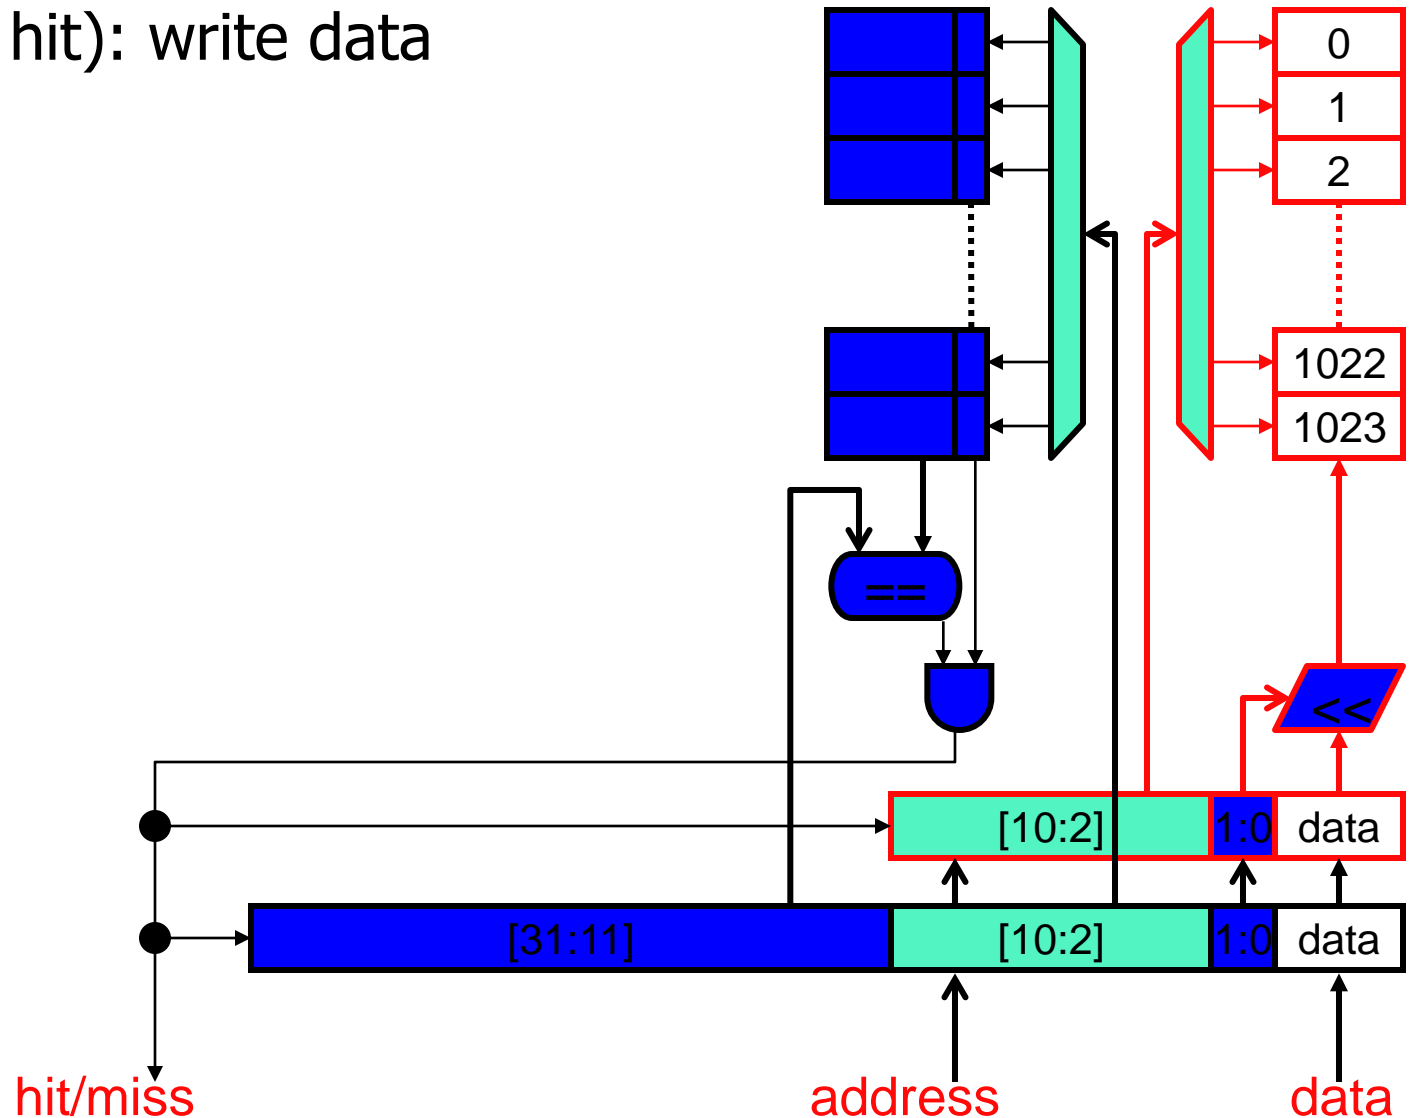 hit): write data
0
1
2
1022
1023
==
<<
[10:2] 1:0 data
[31:11] [10:2] 1:0 data
hit/miss address data